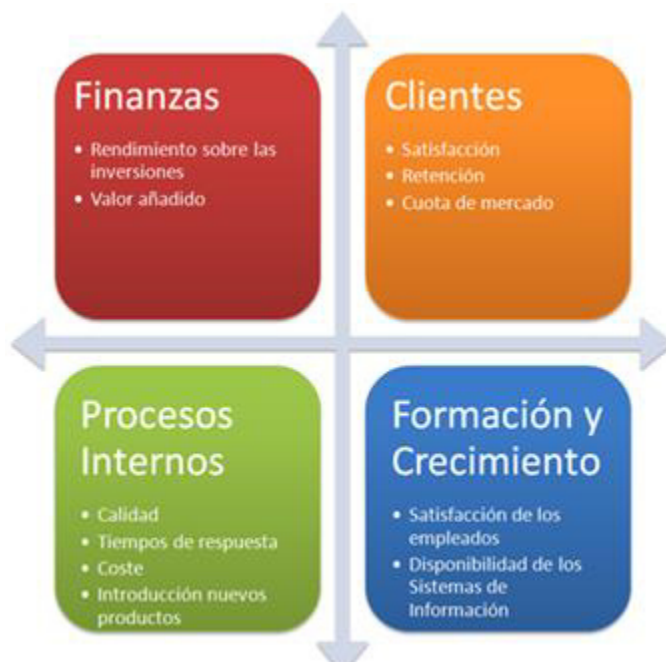 Finanzas
• Rendimiento sobre las
inversiones
• Valor añadido
Clientes
• Satisfacción
• Retención
• Cuota de mercado
Procesos
Internos
• Calidad
• Tiempos de respuesta
• Coste
• Introducción nuevos
productos
Formación y
Crecimiento
• Satisfacción de los
empleados
• Disponibilidad de los
Sistemas de
Información